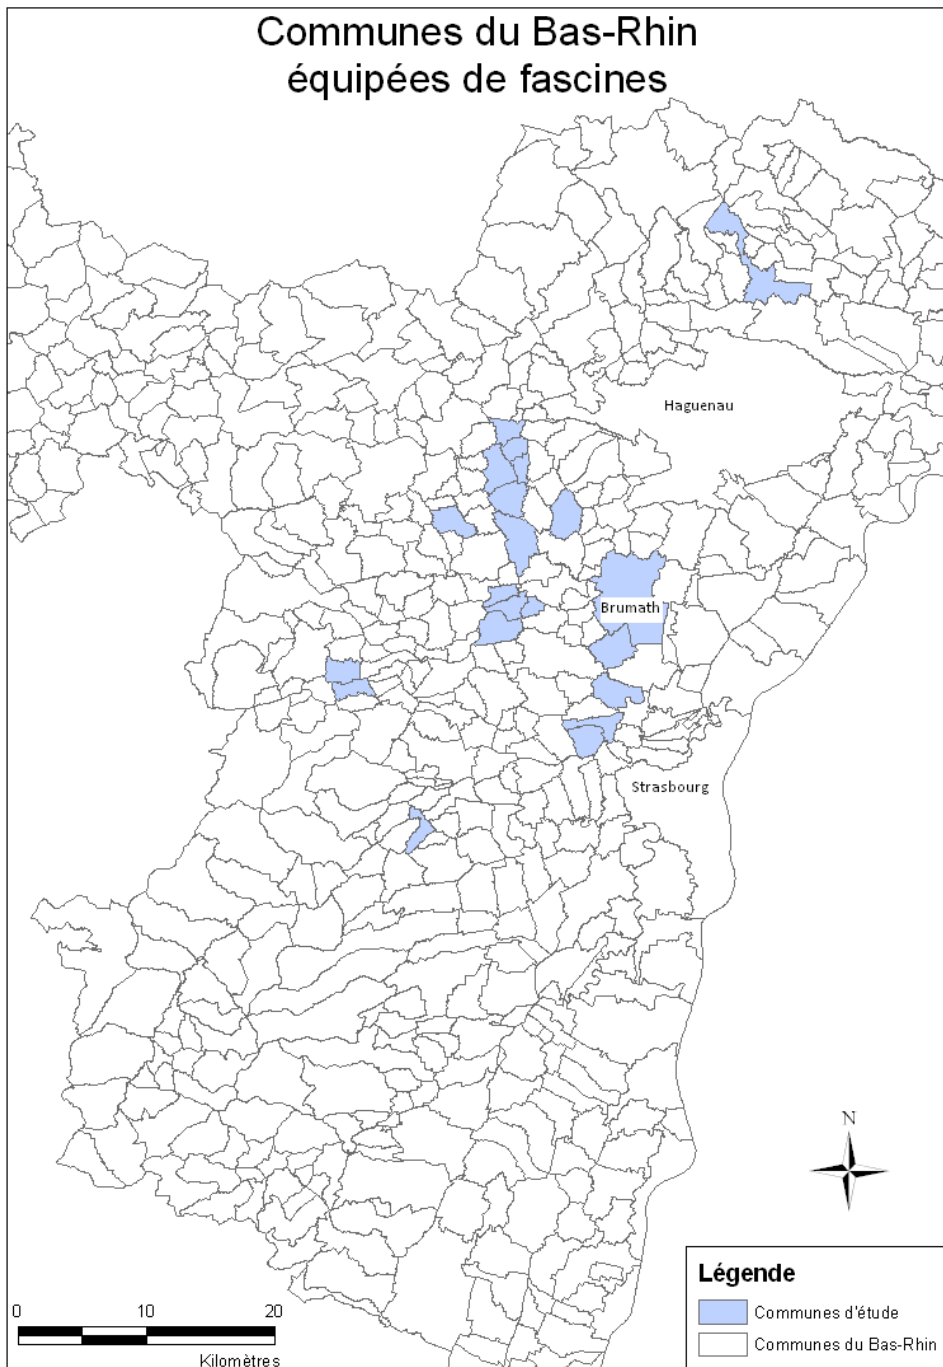 Communes du Bas-Rhin
équipées de fascines
Haguenau
Brumath
Strasbourg
N
Légende
Communes d'étude
Communes du Bas-Rhin
0 10 20
Kilomètres